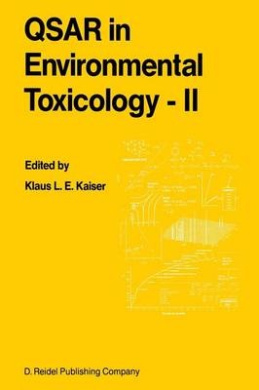 QSAR in
Environmental
Toxicology - II
Edited by
Klaus L. E. Kaiser
D. Reidel Publishing Company